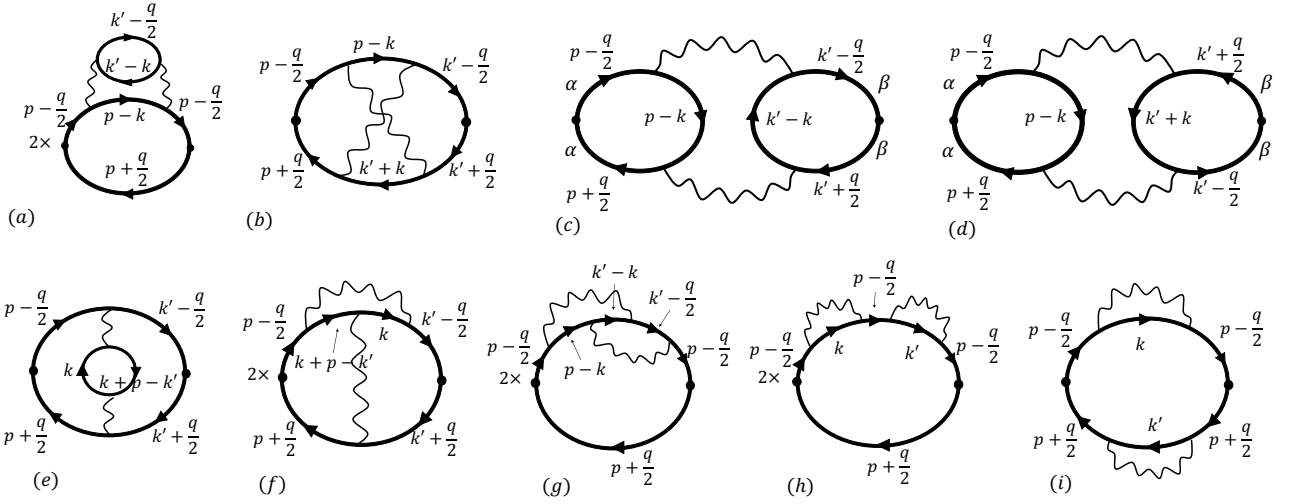 k′ − q/2
k′ − k
p − q/2
p − q/2
p − k
2×
p + q/2
(a)
p − k
p − q/2
k′ − q/2
p + q/2
k′ + k
k′ + q/2
(b)
p − q/2
k′ − q/2
α
β
p − k
k′ − k
α
β
p + q/2
k′ + q/2
(c)
p − q/2
k′ + q/2
α
β
p − k
k′ + k
α
β
p + q/2
k′ − q/2
(d)
p − q/2
k′ − q/2
k
k + p − k′
p + q/2
k′ + q/2
(e)
p − q/2
k
k′ − q/2
k + p − k′
2×
p + q/2
k′ + q/2
(f)
k′ − k
k′ − q/2
p − q/2
p − q/2
p − k
2×
p + q/2
(g)
p − q/2
p − q/2
k
k′
p − q/2
2×
p + q/2
(h)
p − q/2
k
p − q/2
p + q/2
k′
p + q/2
(i)